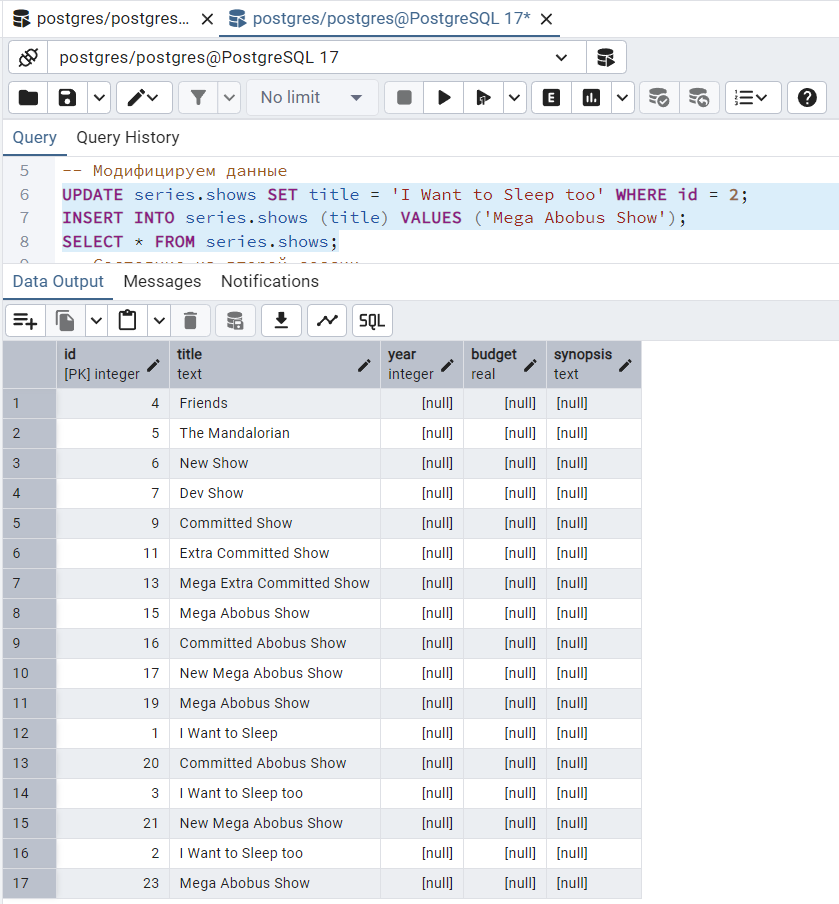 postgres/postgres... postgres/postgres@PostgreSQL 17*
postgres/postgres@PostgreSQL 17
No limit
E
Query Query History
5 -- Модифицируем данные
6 UPDATE series.shows SET title = 'I Want to Sleep too' WHERE id = 2;
7 INSERT INTO series.shows (title) VALUES ('Mega Abobus Show');
8 SELECT * FROM series.shows;
Data Output Messages Notifications
SQL
id title year budget synopsis
[PK] integer text integer real text
1 4 Friends [null] [null] [null]
2 5 The Mandalorian [null] [null] [null]
3 6 New Show [null] [null] [null]
4 7 Dev Show [null] [null] [null]
5 9 Committed Show [null] [null] [null]
6 11 Extra Committed Show [null] [null] [null]
7 13 Mega Extra Committed Show [null] [null] [null]
8 15 Mega Abobus Show [null] [null] [null]
9 16 Committed Abobus Show [null] [null] [null]
10 17 New Mega Abobus Show [null] [null] [null]
11 19 Mega Abobus Show [null] [null] [null]
12 1 I Want to Sleep [null] [null] [null]
13 20 Committed Abobus Show [null] [null] [null]
14 3 I Want to Sleep too [null] [null] [null]
15 21 New Mega Abobus Show [null] [null] [null]
16 2 I Want to Sleep too [null] [null] [null]
17 23 Mega Abobus Show [null] [null] [null]